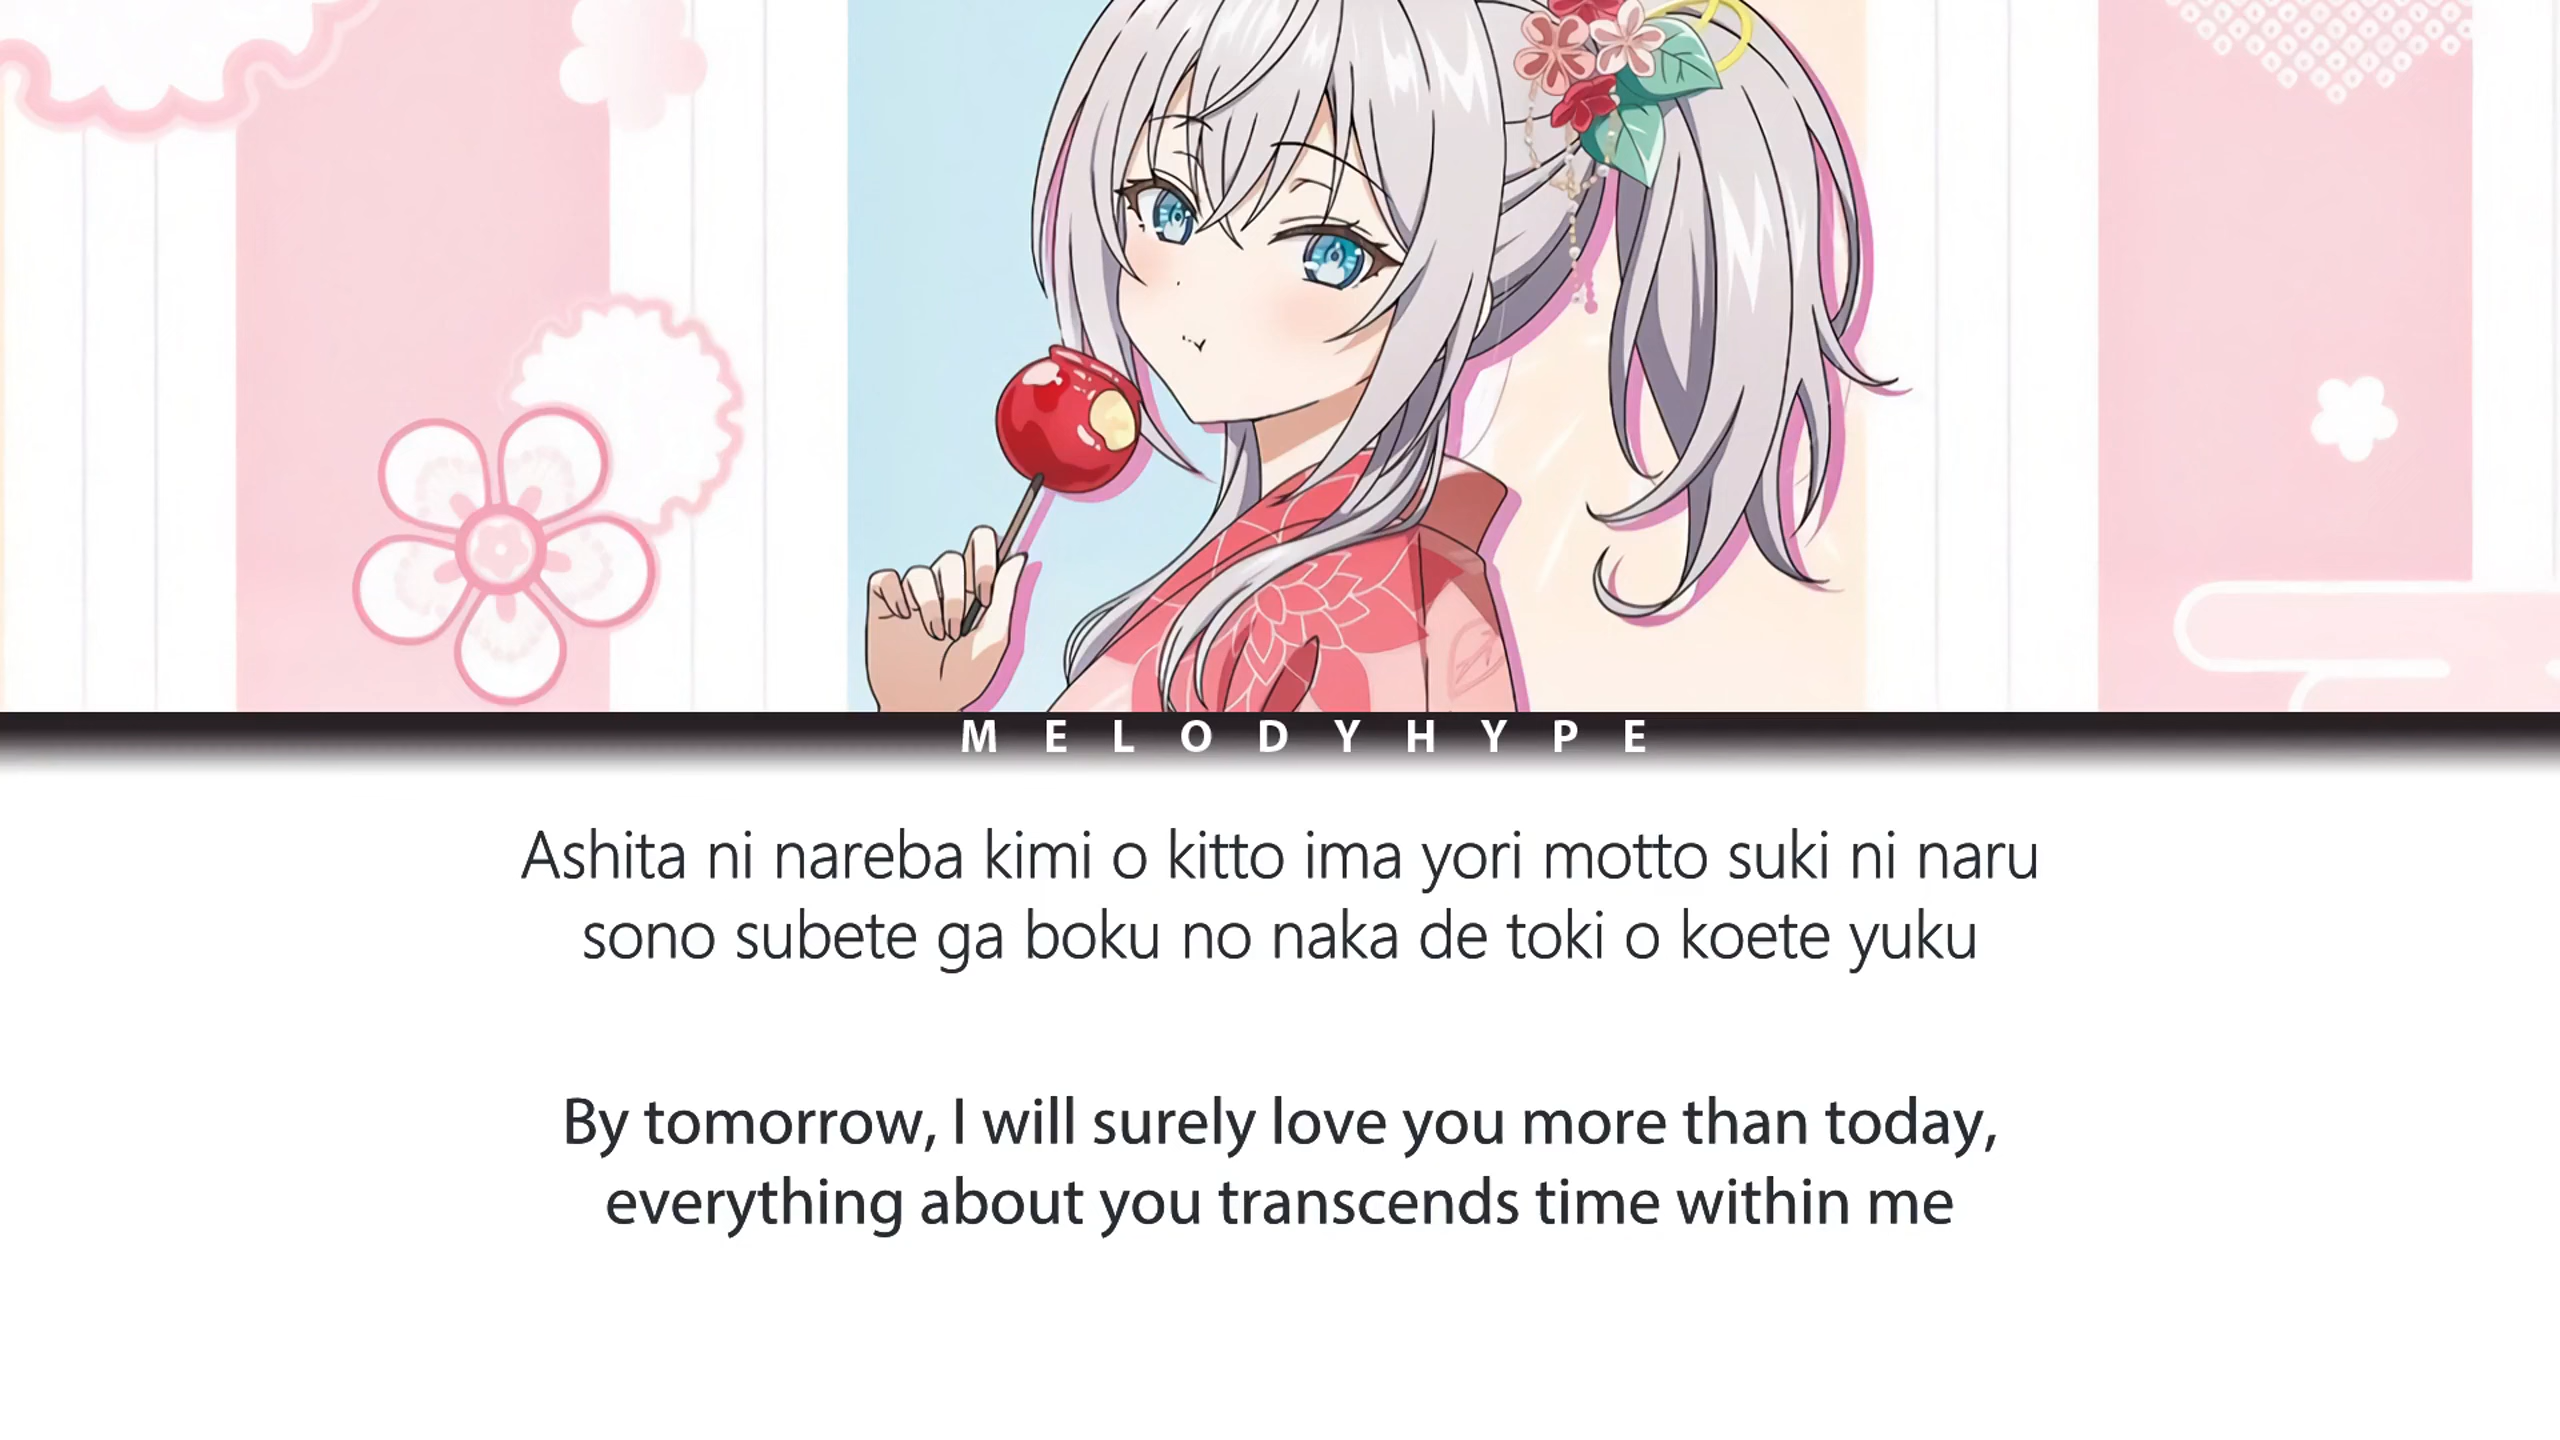 MELODYHYPE
Ashita ni nareba kimi o kitto ima yori motto suki ni naru
sono subete ga boku no naka de toki o koete yuku
By tomorrow, I will surely love you more than today,
everything about you transcends time within me